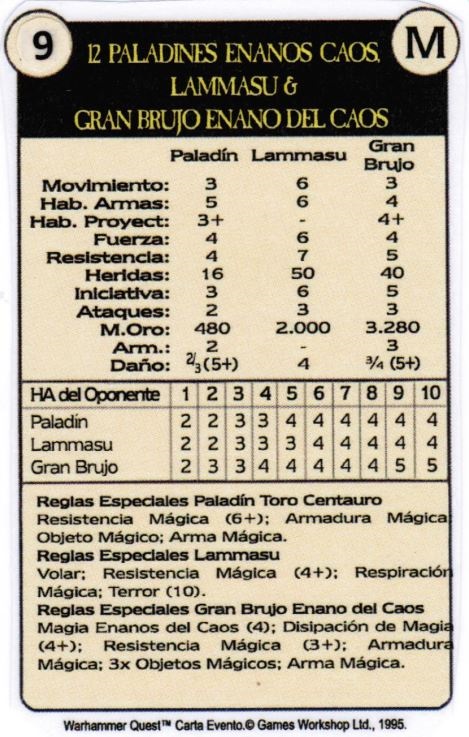 9
M
12 PALADINES ENANOS CAOS,
LAMMASU &
GRAN BRUJO ENANO DEL CAOS
Paladín Lammasu Gran Brujo
Movimiento: 3 6 3
Hab. Armas: 5 6 4
Hab. Proyect: 3+ - 4+
Fuerza: 4 6 4
Resistencia: 4 7 5
Heridas: 16 50 40
Iniciativa: 3 6 5
Ataques: 2 3 3
M.Oro: 480 2.000 3.280
Arm.: 2 - 3
Daño: 2/3(5+) 4 3/4 (5+)
HA del Oponente 1 2 3 4 5 6 7 8 9 10
Paladín 2 2 3 3 4 4 4 4 4 4
Lammasu 2 2 3 3 3 4 4 4 4 4
Gran Brujo 2 3 3 4 4 4 4 4 5 5
Reglas Especiales Paladín Toro Centauro
Resistencia Mágica (6+); Armadura Mágica
Objeto Mágico; Arma Mágica.
Reglas Especiales Lammasu
Volar; Resistencia Mágica (4+); Respiración
Mágica; Terror (10).
Reglas Especiales Gran Brujo Enano del Caos
Magia Enanos del Caos (4); Disipación de Magia
(4+); Resistencia Mágica (3+); Armadura
Mágica; 3x Objetos Mágicos; Arma Mágica.
Warhammer Quest™ Carta Evento.© Games Workshop Ltd., 1995.